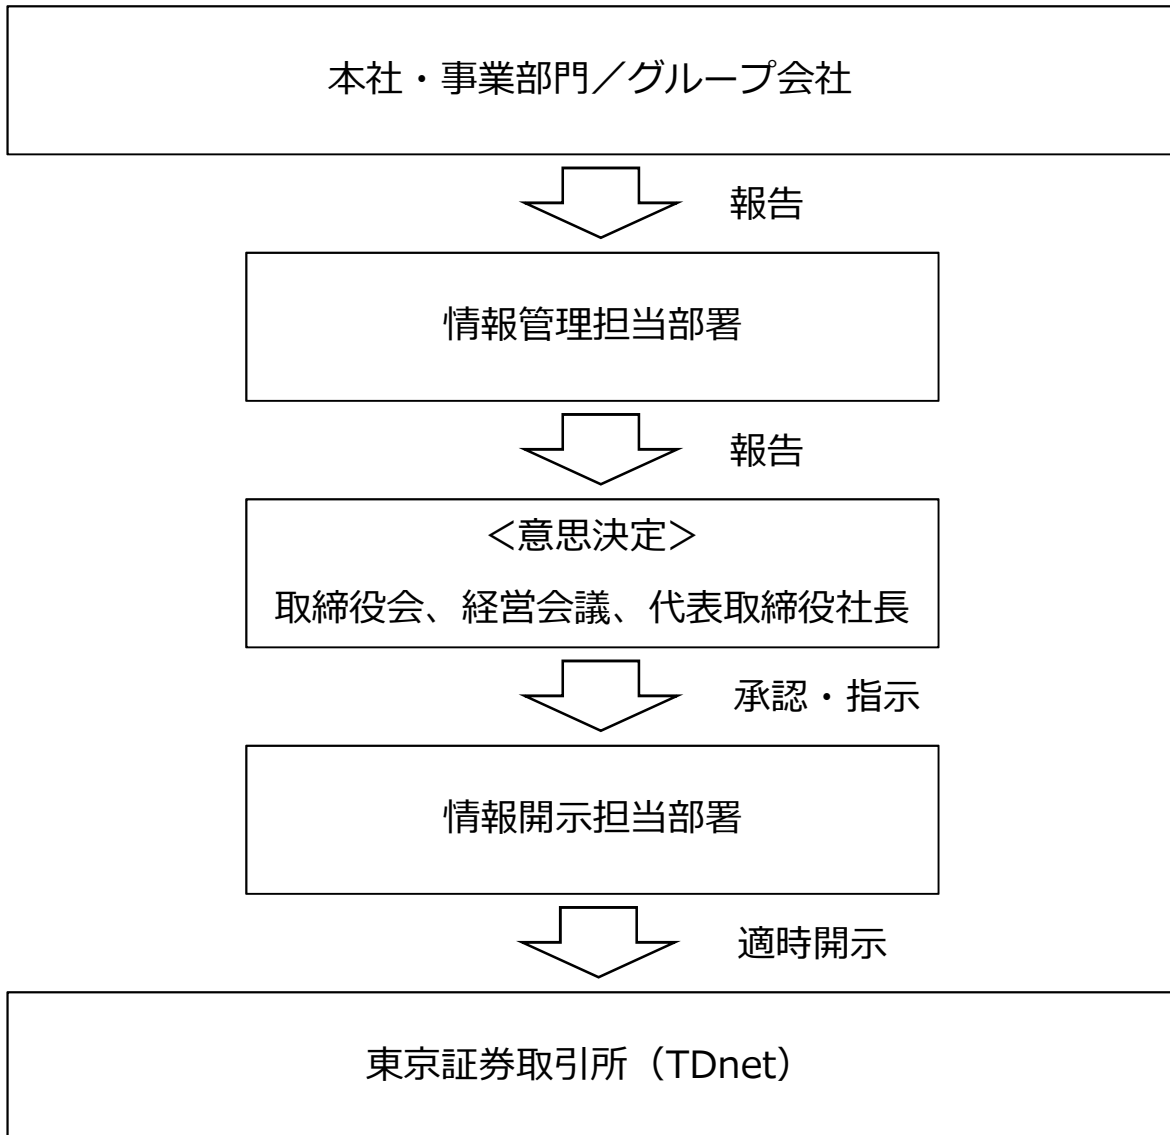 本社・事業部門／グループ会社
報告
情報管理担当部署
報告
＜意思決定＞
取締役会、経営会議、代表取締役社長
承認・指示
情報開示担当部署
適時開示
東京証券取引所（TDnet）